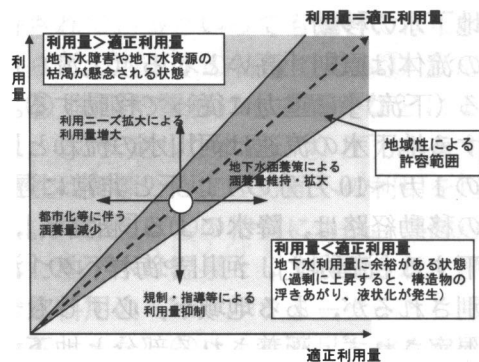 利用量＝適正利用量
利用量＞適正利用量
地下水障害や地下水資源の
枯渇が懸念される状態
利用量
利用ニーズ拡大による
利用量増大
地域性による
許容範囲
地下水涵養策による
涵養量維持・拡大
都市化等に伴う
涵養量減少
利用量＜適正利用量
地下水利用に余裕がある状態
（過剰に上昇すると、構造物の
浮きあがり、液状化が発生）
規制・指導等による
利用量抑制
適正利用量